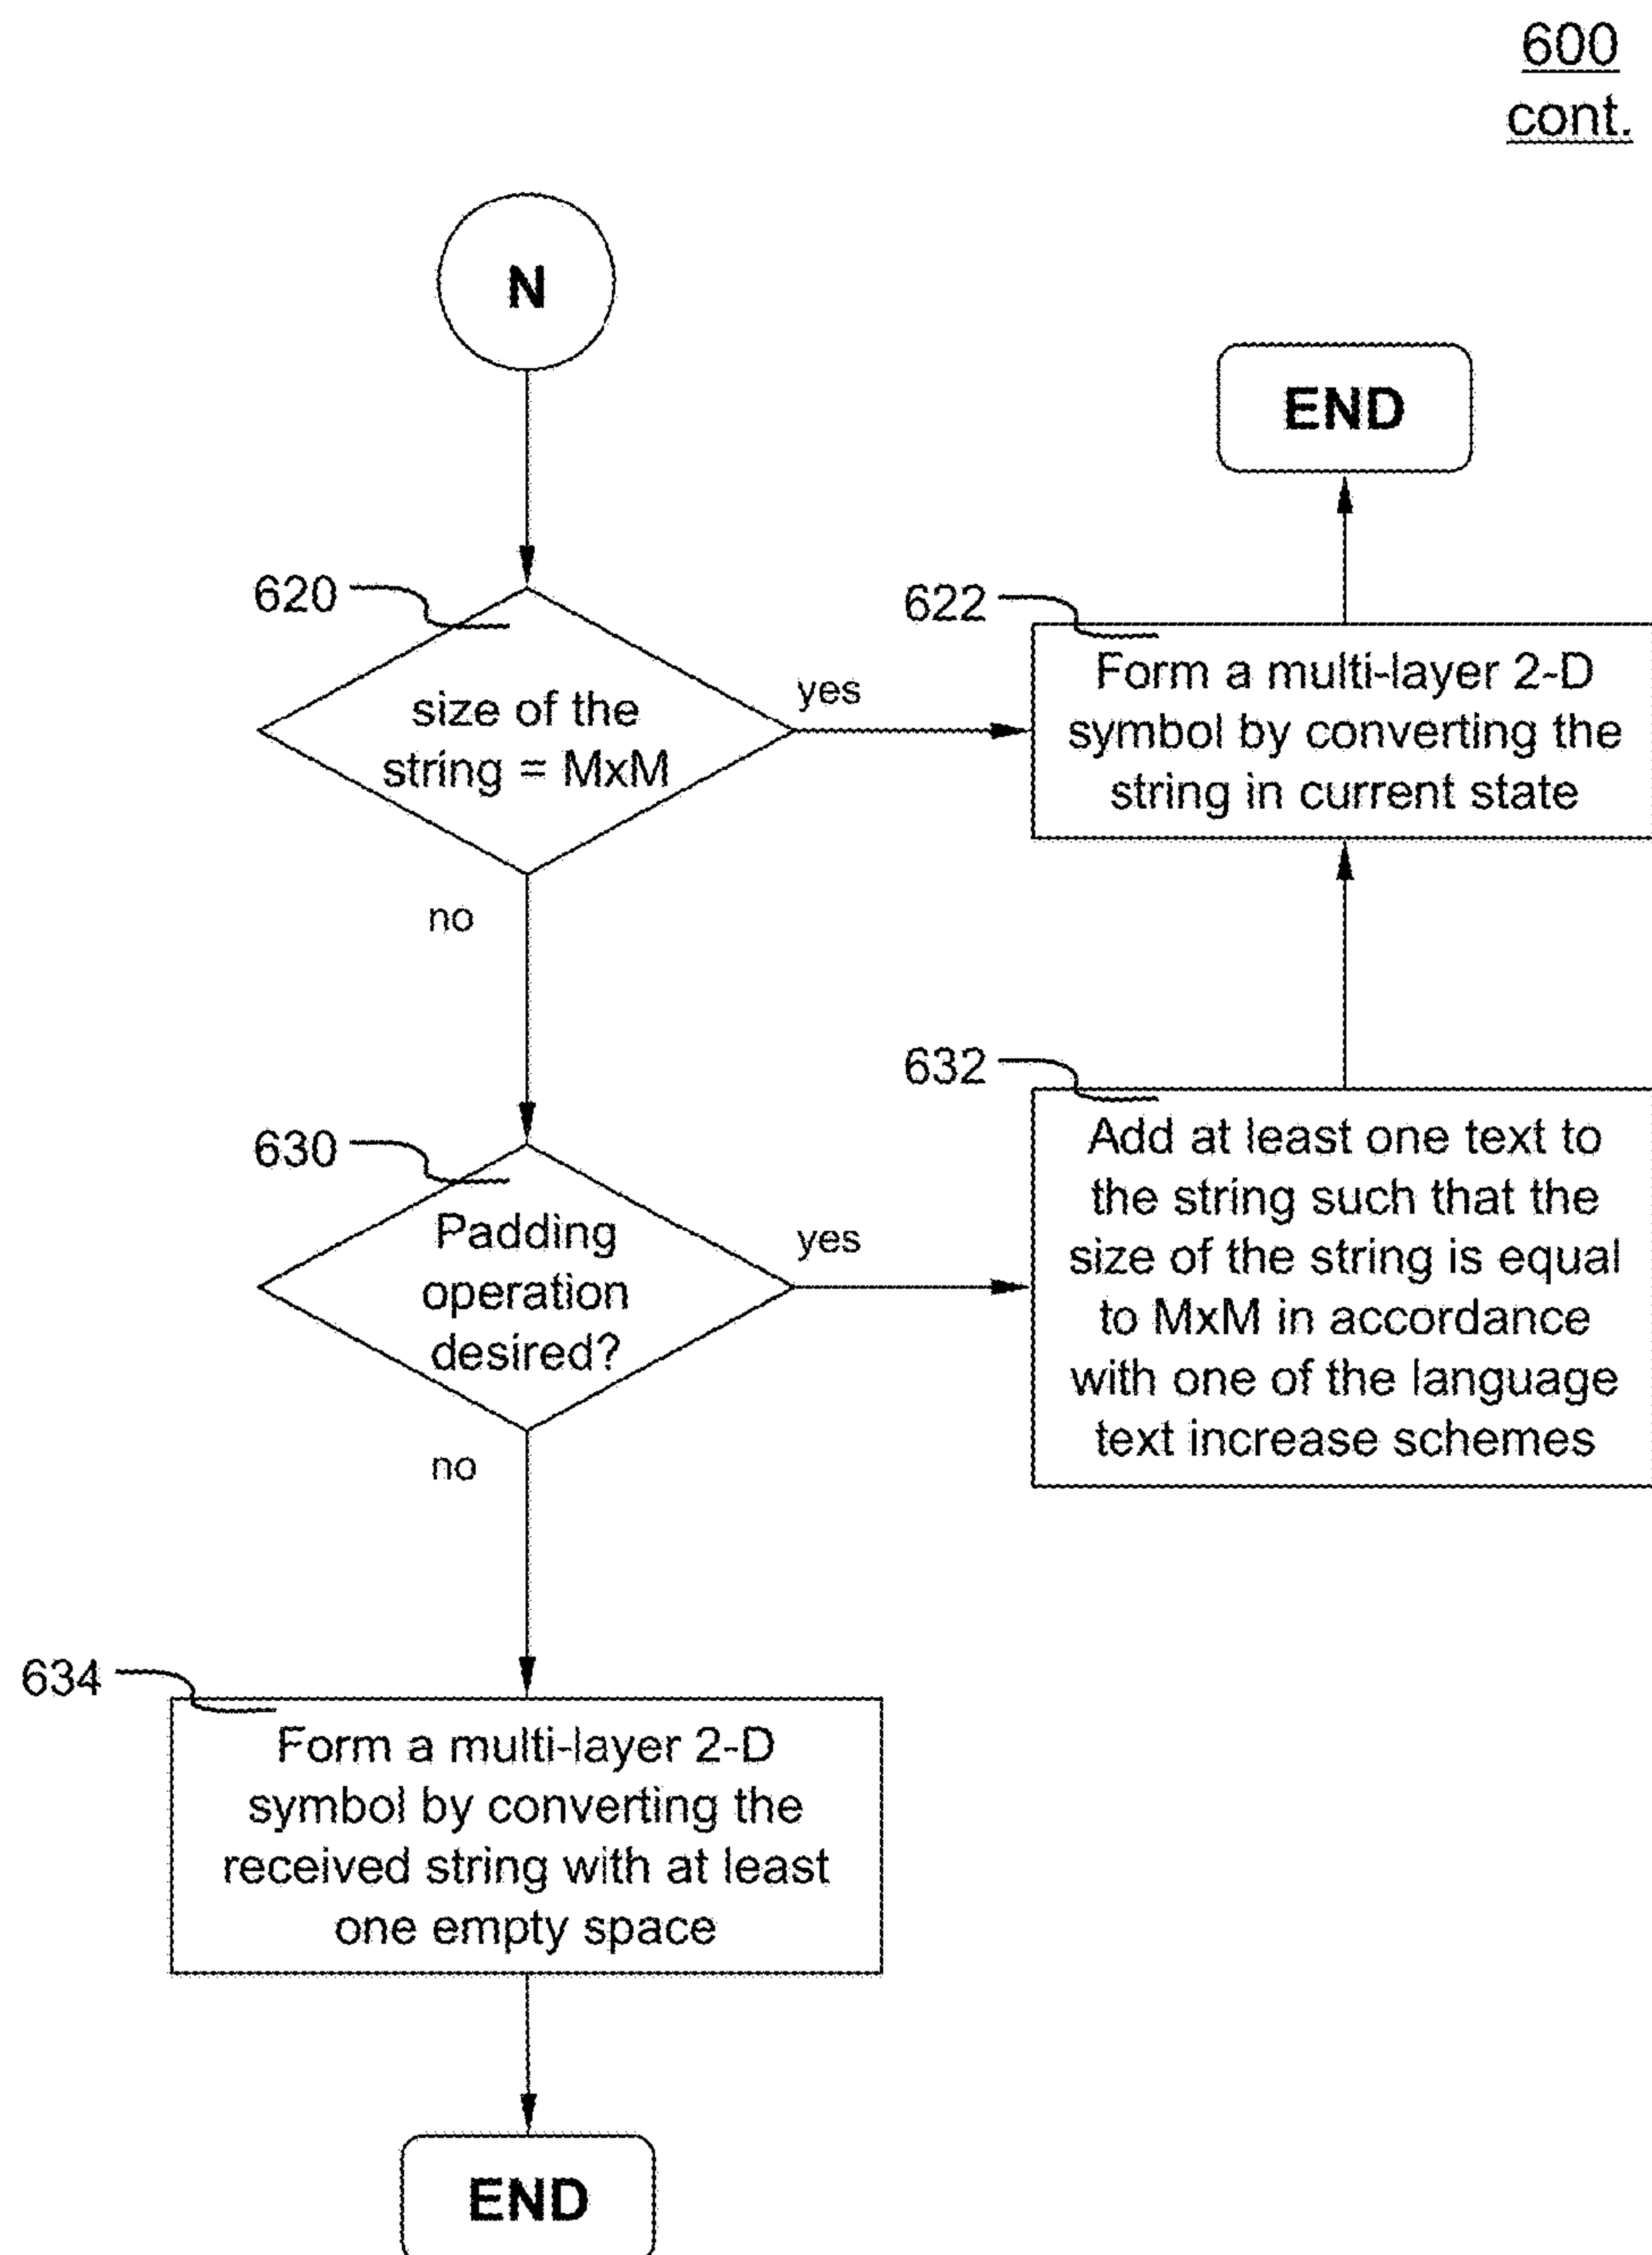 600
cont.
N
END
620
size of the
string = MxM
yes
622
Form a multi-layer 2-D
symbol by converting the
string in current state
no
630
Padding
operation
desired?
yes
632
Add at least one text to
the string such that the
size of the string is equal
to MxM in accordance
with one of the language
text increase schemes
no
634
Form a multi-layer 2-D
symbol by converting the
received string with at least
one empty space
END